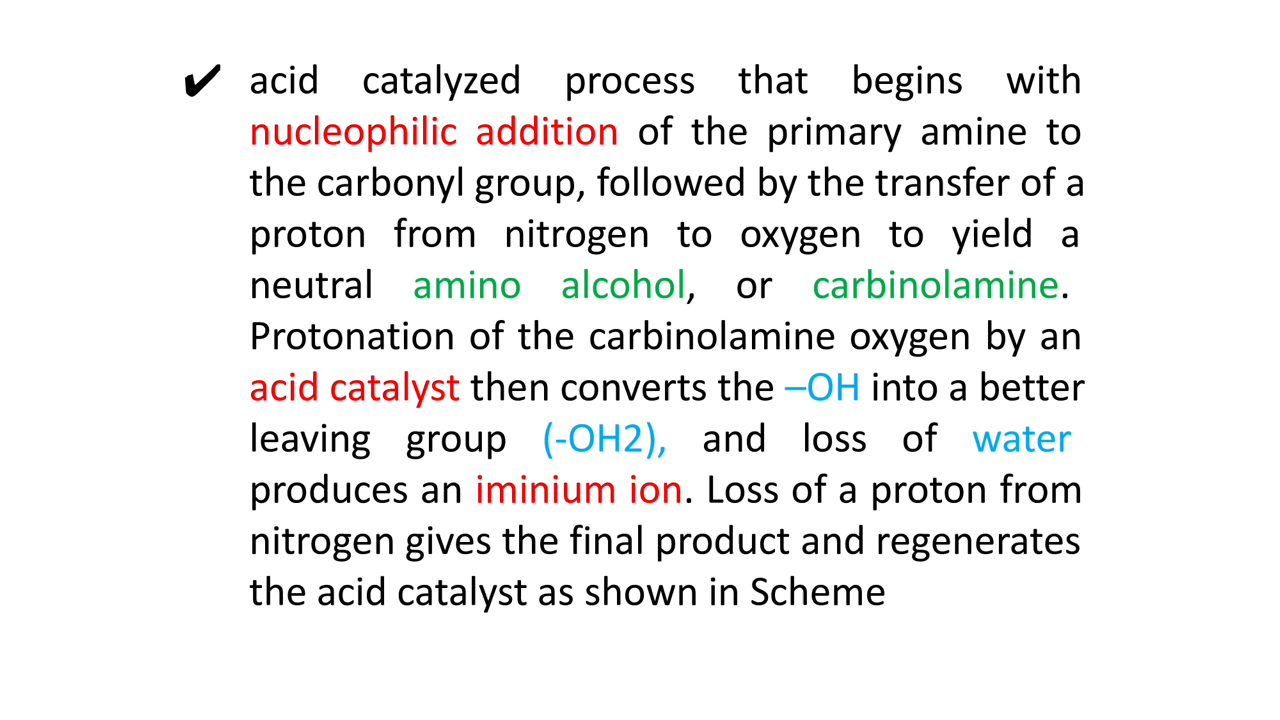 ✔ acid catalyzed process that begins with
nucleophilic addition of the primary amine to
the carbonyl group, followed by the transfer of a
proton from nitrogen to oxygen to yield a
neutral amino alcohol, or carbinolamine.
Protonation of the carbinolamine oxygen by an
acid catalyst then converts the –OH into a better
leaving group (-OH2), and loss of water
produces an iminium ion. Loss of a proton from
nitrogen gives the final product and regenerates
the acid catalyst as shown in Scheme